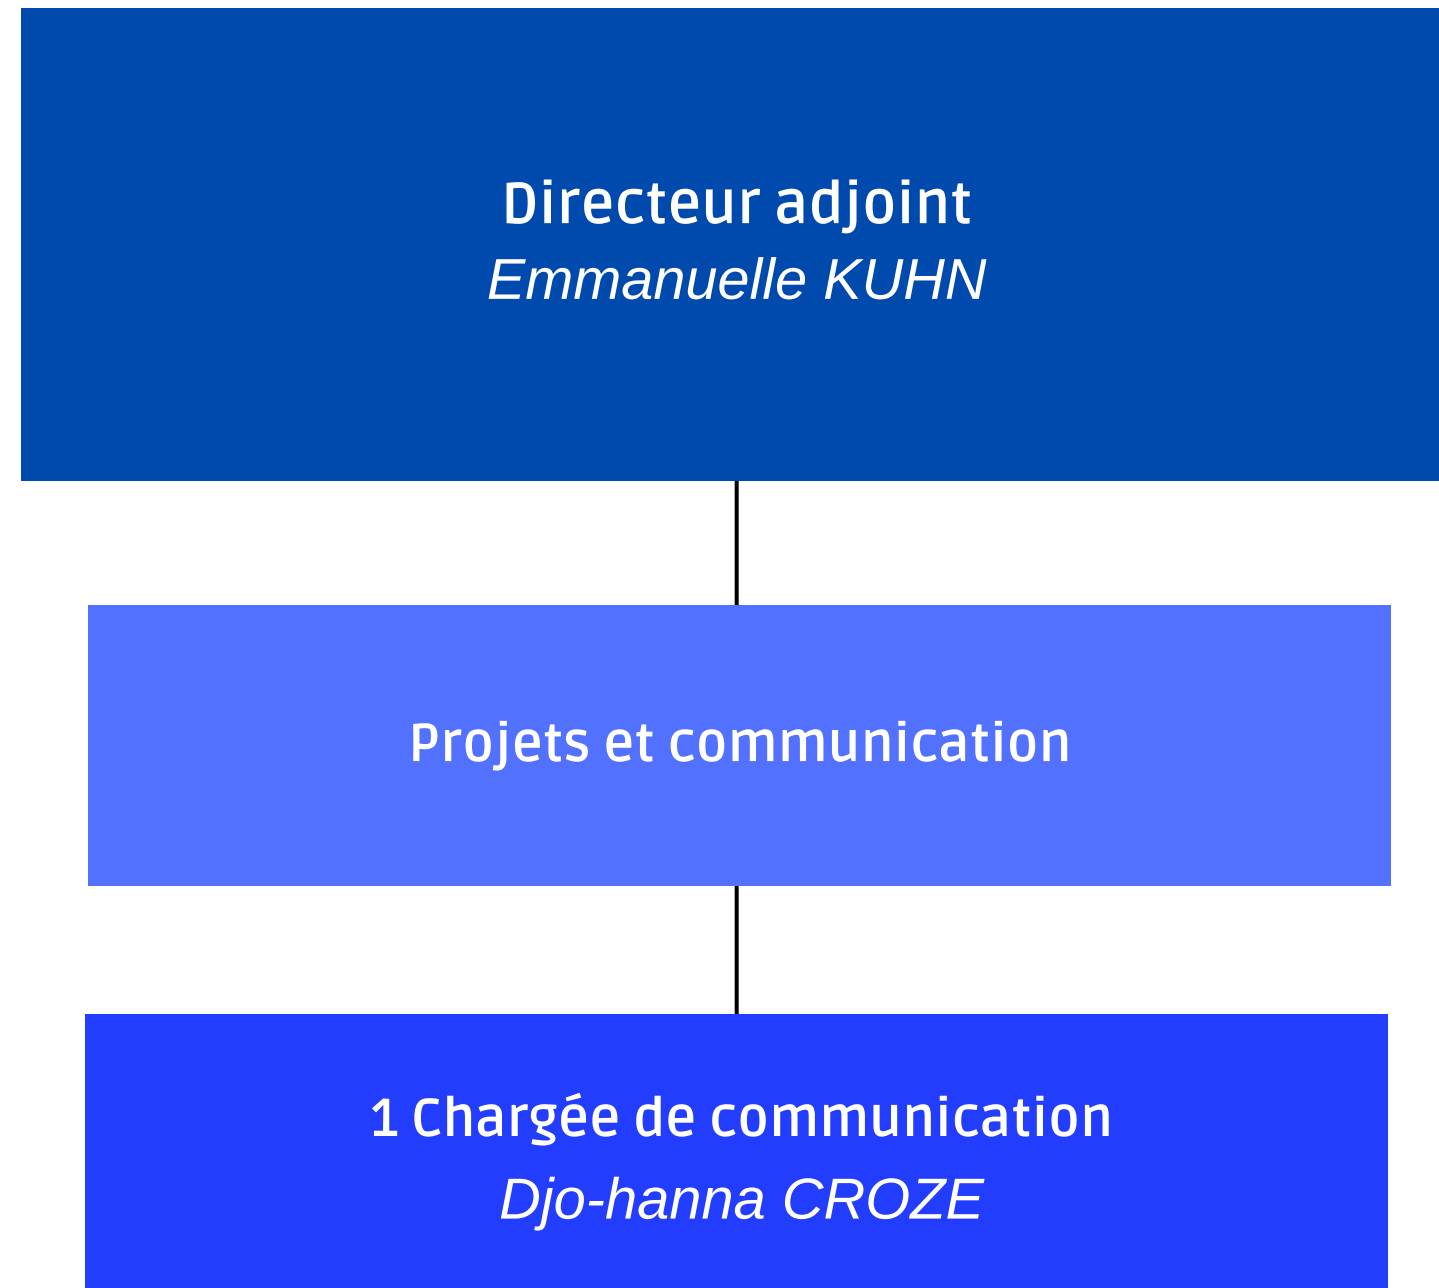 Directeur adjoint
Emmanuelle KUHN
Projets et communication
1 Chargée de communication
Djo-hanna CROZE